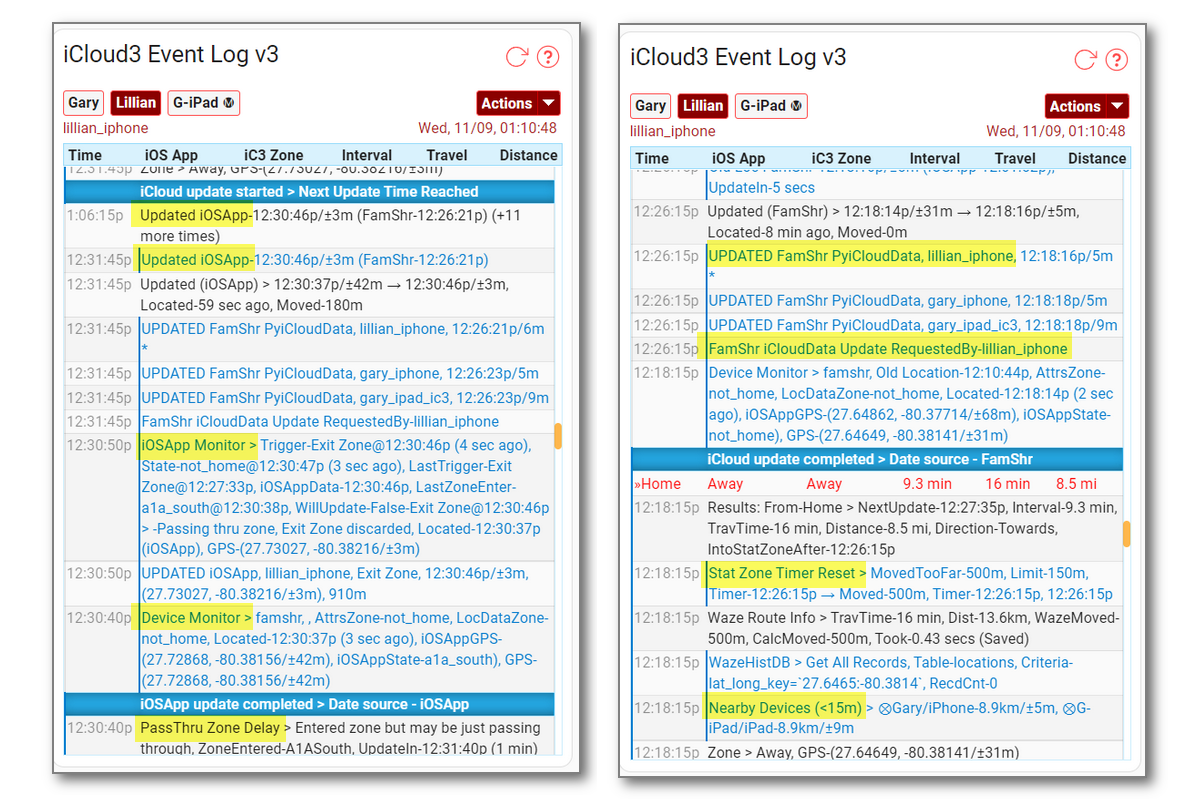 iCloud3 Event Log v3
Gary
Lillian
G-iPad
Actions
lillian_iphone
Wed, 11/09, 01:10:48
Time iOS App iC3 Zone Interval Travel Distance
12:31:45p Zone > Away, GPS-(27.73027, -80.38216/±3m)
iCloud update started > Next Update Time Reached
1:06:15p Updated iOSApp-12:30:46p/±3m (FamShr-12:26:21p) (+11
more times)
12:31:45p Updated iOSApp-12:30:46p/±3m (FamShr-12:26:21p)
12:31:45p Updated (iOSApp) > 12:30:37p/±42m → 12:30:46p/±3m,
Located-59 sec ago, Moved-180m
12:31:45p UPDATED FamShr PyiCloudData, lillian_iphone, 12:26:21p/6m
*
12:31:45p UPDATED FamShr PyiCloudData, gary_iphone, 12:26:23p/5m
12:31:45p UPDATED FamShr PyiCloudData, gary_ipad_ic3, 12:26:23p/9m
12:31:45p FamShr iCloudData Update RequestedBy-lillian_iphone
12:30:50p iOSApp Monitor > Trigger-Exit Zone@12:30:46p (4 sec ago),
State-not_home@12:30:47p (3 sec ago), LastTrigger-Exit
Zone@12:27:33p, iOSAppData-12:30:46p, LastZoneEnter-
a1a_south@12:30:38p, WillUpdate-False-Exit Zone@12:30:46p
> -Passing thru zone, Exit Zone discarded, Located-12:30:37p
(iOSApp), GPS-(27.73027, -80.38216/±3m)
12:30:50p UPDATED iOSApp, lillian_iphone, Exit Zone, 12:30:46p/±3m,
(27.73027, -80.38216/±3m), 910m
12:30:40p Device Monitor > famshr, , AttrsZone-not_home, LocDataZone-
not_home, Located-12:30:37p (3 sec ago), iOSAppGPS-
(27.72868, -80.38156/±42m), iOSAppState-a1a_south), GPS-
(27.72868, -80.38156/±42m)
iOSApp update completed > Date source - iOSApp
12:30:40p PassThru Zone Delay > Entered zone but may be just passing
through, ZoneEntered-A1ASouth, UpdateIn-12:31:40p (1 min)
iCloud3 Event Log v3
Gary
Lillian
G-iPad
Actions
lillian_iphone
Wed, 11/09, 01:10:48
Time iOS App iC3 Zone Interval Travel Distance
UpdateIn-5 secs
12:26:15p Updated (FamShr) > 12:18:14p/±31m → 12:18:16p/±5m,
Located-8 min ago, Moved-0m
12:26:15p UPDATED FamShr PyiCloudData, lillian_iphone, 12:18:16p/5m
*
12:26:15p UPDATED FamShr PyiCloudData, gary_iphone, 12:18:18p/5m
12:26:15p UPDATED FamShr PyiCloudData, gary_ipad_ic3, 12:18:18p/9m
12:26:15p FamShr iCloudData Update RequestedBy-lillian_iphone
12:18:15p Device Monitor > famshr, Old Location-12:10:44p, AttrsZone-
not_home, LocDataZone-not_home, Located-12:18:14p (2 sec
ago), iOSAppGPS-(27.64862, -80.37714/±68m), iOSAppState-
not_home), GPS-(27.64649, -80.38141/±31m)
iCloud update completed > Date source - FamShr
»Home Away Away 9.3 min 16 min 8.5 mi
12:18:15p Results: From-Home > NextUpdate-12:27:35p, Interval-9.3 min,
TravTime-16 min, Distance-8.5 mi, Direction-Towards,
IntoStatZoneAfter-12:26:15p
12:18:15p Stat Zone Timer Reset > MovedTooFar-500m, Limit-150m,
Timer-12:26:15p → Moved-500m, Timer-12:26:15p, 12:26:15p
12:18:15p Waze Route Info > TravTime-16 min, Dist-13.6km, WazeMoved-
500m, CalcMoved-500m, Took-0.43 secs (Saved)
12:18:15p WazeHistDB > Get All Records, Table-locations, Criteria-
lat_long_key=`27.6465:-80.3814`, RecdCnt-0
12:18:15p Nearby Devices (<15m) > ⊗Gary/iPhone-8.9km/±5m, ⊗G-
iPad/iPad-8.9km/±9m
12:18:15p Zone > Away, GPS-(27.64649, -80.38141/±31m)